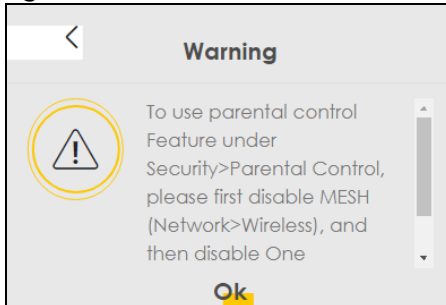 Warning
To use parental control
Feature under
Security>Parental Control,
please first disable MESH
(Network>Wireless), and
then disable One
Ok